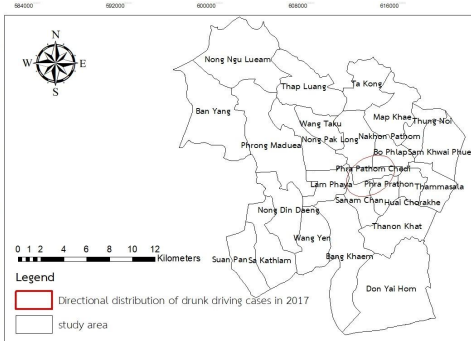 584000 592000 600000 608000 616000
N
W E
S
Nong Ngu Lueam
Thap Luang
Ta Kong
Ban Yang
Map Khae
Thung Noi
Wang Taku
Nakhon Pathom
Nong Pak Long
Phrong Maduea
Bo Phlap
Sam Khwai Phue
Phra Pathom Chedi
Lam Phaya
Phra Prathon
Thammasala
Sanam Chan
Huai Chorakhe
Nong Din Daeng
Thanon Khat
Wang Yen
Suan Pan
Sa Kathiam
Bang Khaem
Don Yai Hom
0 1 2 4 6 8 10 12
Kilometers
Legend
Directional distribution of drunk driving cases in 2017
study area